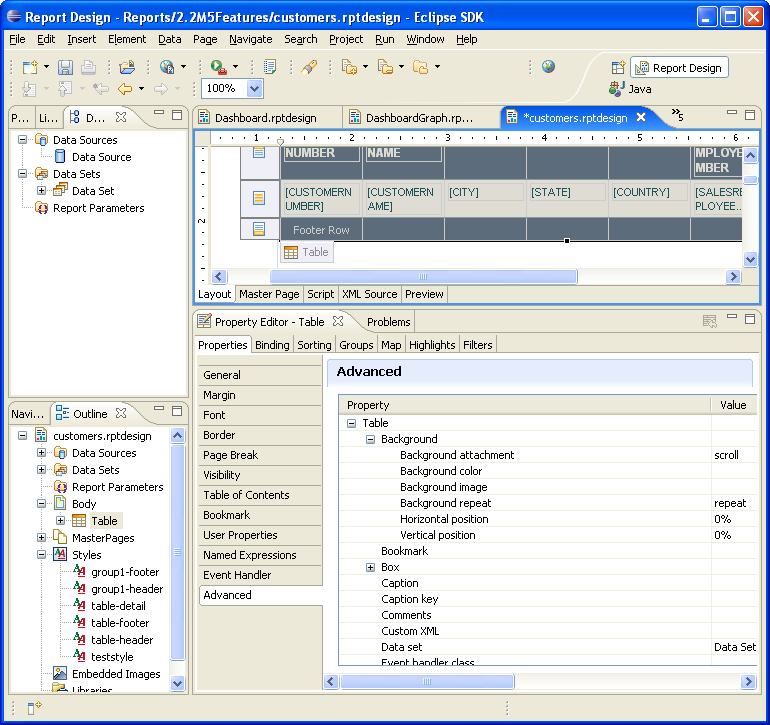 Report Design - Reports/2.2M5Features/customers.rptdesign - Eclipse SDK
File Edit Insert Element Data Page Navigate Search Project Run Window Help
100%
Report Design
Java
P... Li... D...
Data Sources
Data Source
Data Sets
Data Set
Report Parameters
Dashboard.rptdesign DashboardGraph.rp... *customers.rptdesign 5
1 2 3 4 5 6
2
NUMBER NAME MPLOYE
MBER
[CUSTOMERN
UMBER]
[CUSTOMERN
AME]
[CITY] [STATE] [COUNTRY]
[SALESRE
PLOYEE...
Footer Row
Table
Layout Master Page Script XML Source Preview
Navi... Outline
customers.rptdesign
Data Sources
Data Sets
Report Parameters
Body
Table
MasterPages
Styles
group1-footer
group1-header
table-detail
table-footer
table-header
teststyle
Embedded Images
Libraries
Property Editor - Table Problems
Properties Binding Sorting Groups Map Highlights Filters
General
Margin
Font
Border
Page Break
Visibility
Table of Contents
Bookmark
User Properties
Named Expressions
Event Handler
Advanced
Advanced
Property Value
Table
Background
Background attachment scroll
Background color
Background image
Background repeat repeat
Horizontal position 0%
Vertical position 0%
Bookmark
Box
Caption
Caption key
Comments
Custom XML
Data set Data Set
Event handler class